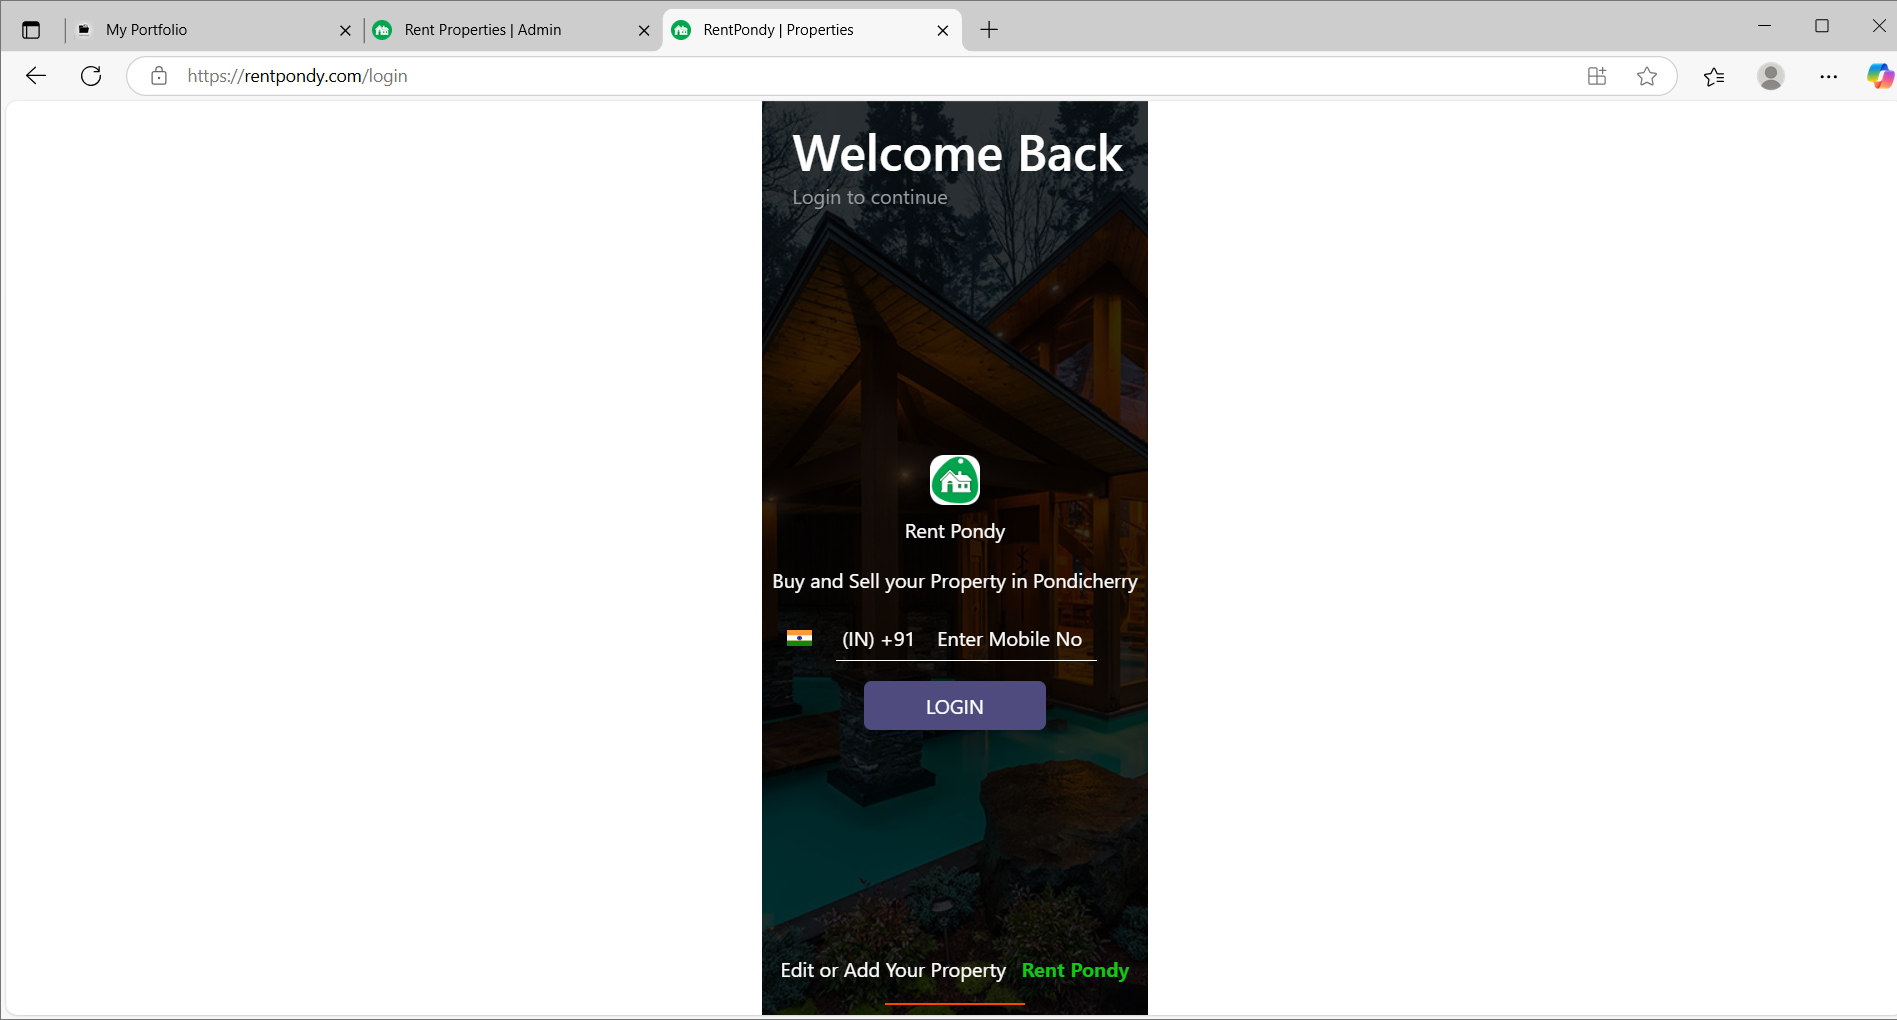 My Portfolio
Rent Properties | Admin
RentPondy | Properties
https://rentpondy.com/login
Welcome Back
Login to continue
Rent Pondy
Buy and Sell your Property in Pondicherry
(IN) +91 Enter Mobile No
LOGIN
Edit or Add Your Property Rent Pondy